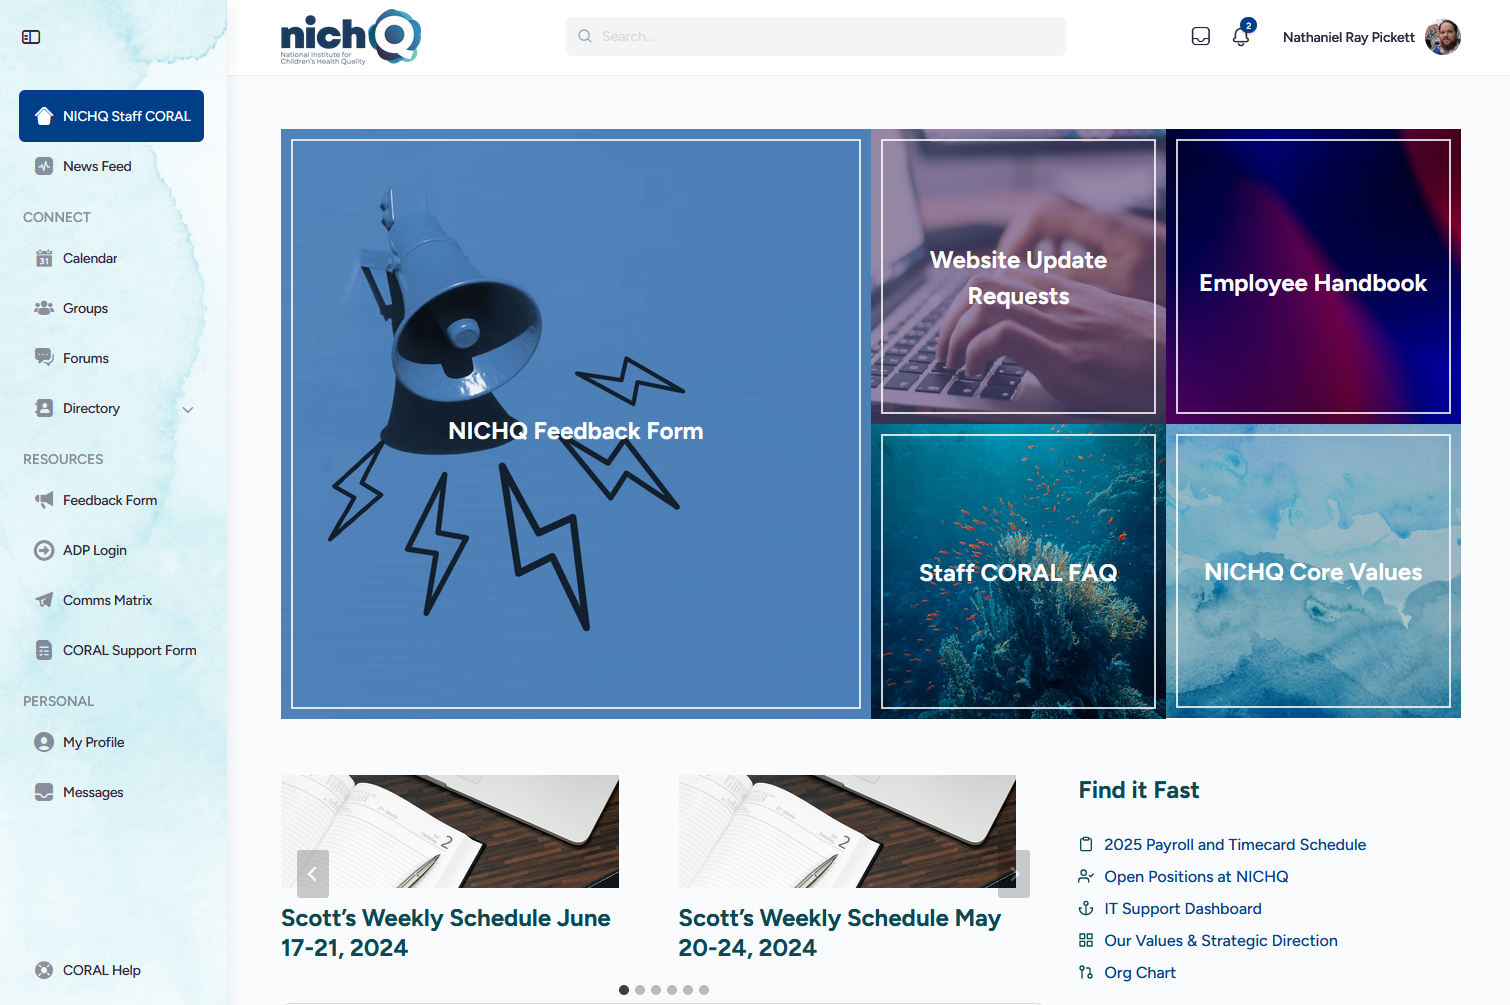 nichQ
National Institute for
Children's Health Quality
Search...
2
Nathaniel Ray Pickett
NICHQ Staff CORAL
News Feed
CONNECT
31
Calendar
Groups
Forums
Directory
RESOURCES
Feedback Form
ADP Login
Comms Matrix
CORAL Support Form
PERSONAL
My Profile
Messages
CORAL Help
NICHQ Feedback Form
Website Update
Requests
Employee Handbook
Staff CORAL FAQ
NICHQ Core Values
2
Scott’s Weekly Schedule June
17-21, 2024
2
Scott’s Weekly Schedule May
20-24, 2024
Find it Fast
2025 Payroll and Timecard Schedule
Open Positions at NICHQ
IT Support Dashboard
Our Values & Strategic Direction
Org Chart